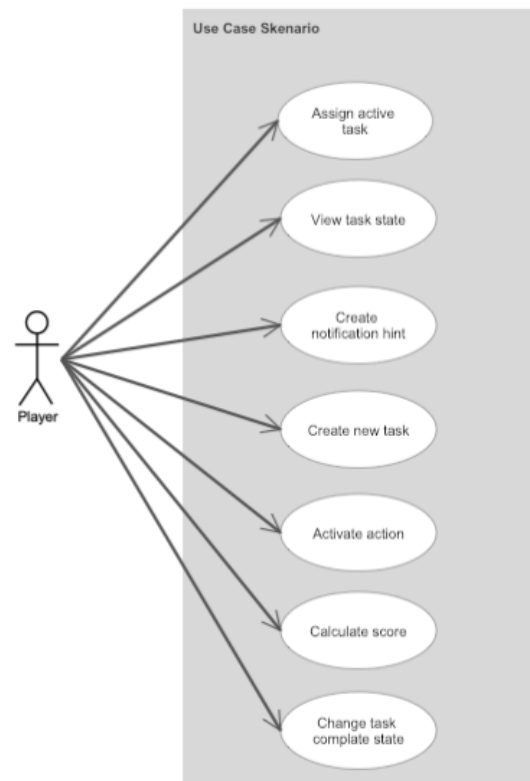 Use Case Skenario
Assign active
task
View task state
Create
notification hint
Player
Create new task
Activate action
Calculate score
Change task
complate state